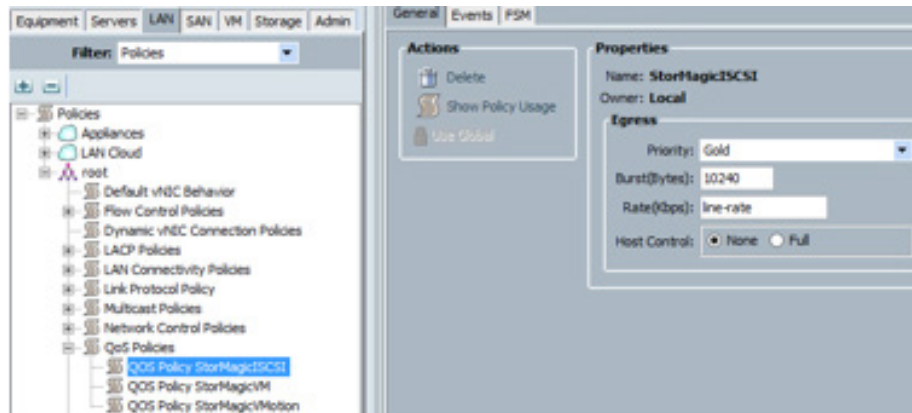 Equipment Servers LAN SAN VM Storage Admin
Filter: Policies
Policies
Appliances
LAN Cloud
root
Default vNIC Behavior
Flow Control Policies
Dynamic vNIC Connection Policies
LACP Policies
LAN Connectivity Policies
Link Protocol Policy
Multicast Policies
Network Control Policies
QoS Policies
QOS Policy StorMagicISCSI
QOS Policy StorMagicVM
QOS Policy StorMagicVMotion
General Events FSM
Actions
Delete
Show Policy Usage
Use Global
Properties
Name: StorMagicISCSI
Owner: Local
Egress
Priority: Gold
Burst(Bytes): 10240
Rate(Kbps): line-rate
Host Control: None Full